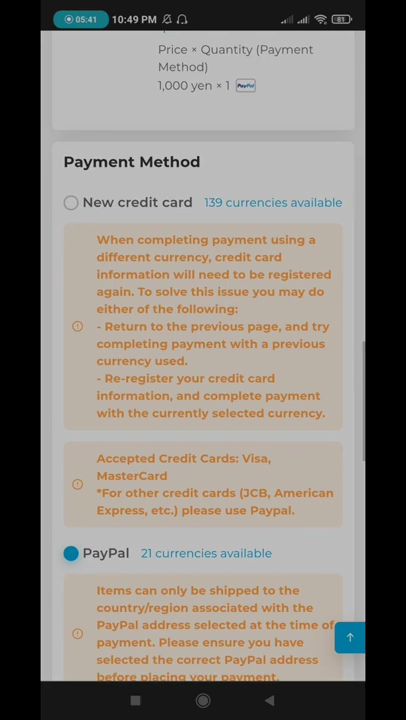 05:41 10:49 PM 81
Price × Quantity (Payment
Method)
1,000 yen × 1 PayPal
Payment Method
New credit card 139 currencies available
When completing payment using a
different currency, credit card
information will need to be registered
again. To solve this issue you may do
either of the following:
- Return to the previous page, and try
completing payment with a previous
currency used.
- Re-register your credit card
information, and complete payment
with the currently selected currency.
Accepted Credit Cards: Visa,
MasterCard
*For other credit cards (JCB, American
Express, etc.) please use Paypal.
PayPal 21 currencies available
Items can only be shipped to the
country/region associated with the
PayPal address selected at the time of
payment. Please ensure you have
selected the correct PayPal address
before placing your payment.